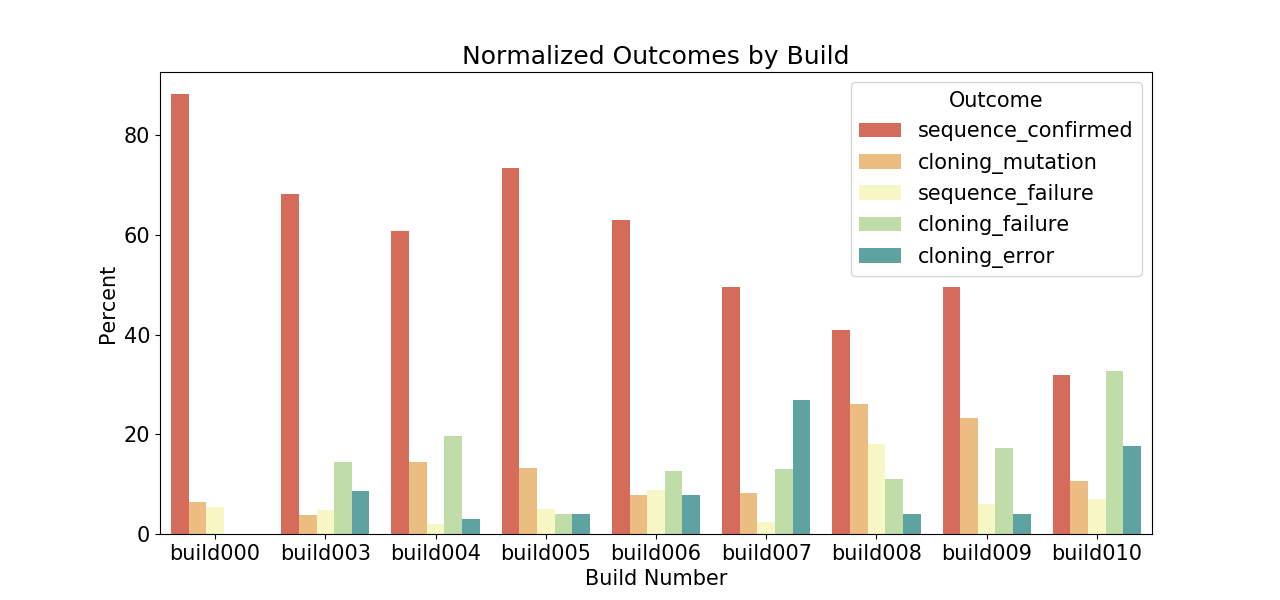 Normalized Outcomes by Build
Outcome
sequence_confirmed
cloning_mutation
sequence_failure
cloning_failure
cloning_error
Percent
80
60
40
20
0
build000 build003 build004 build005 build006 build007 build008 build009 build010
Build Number